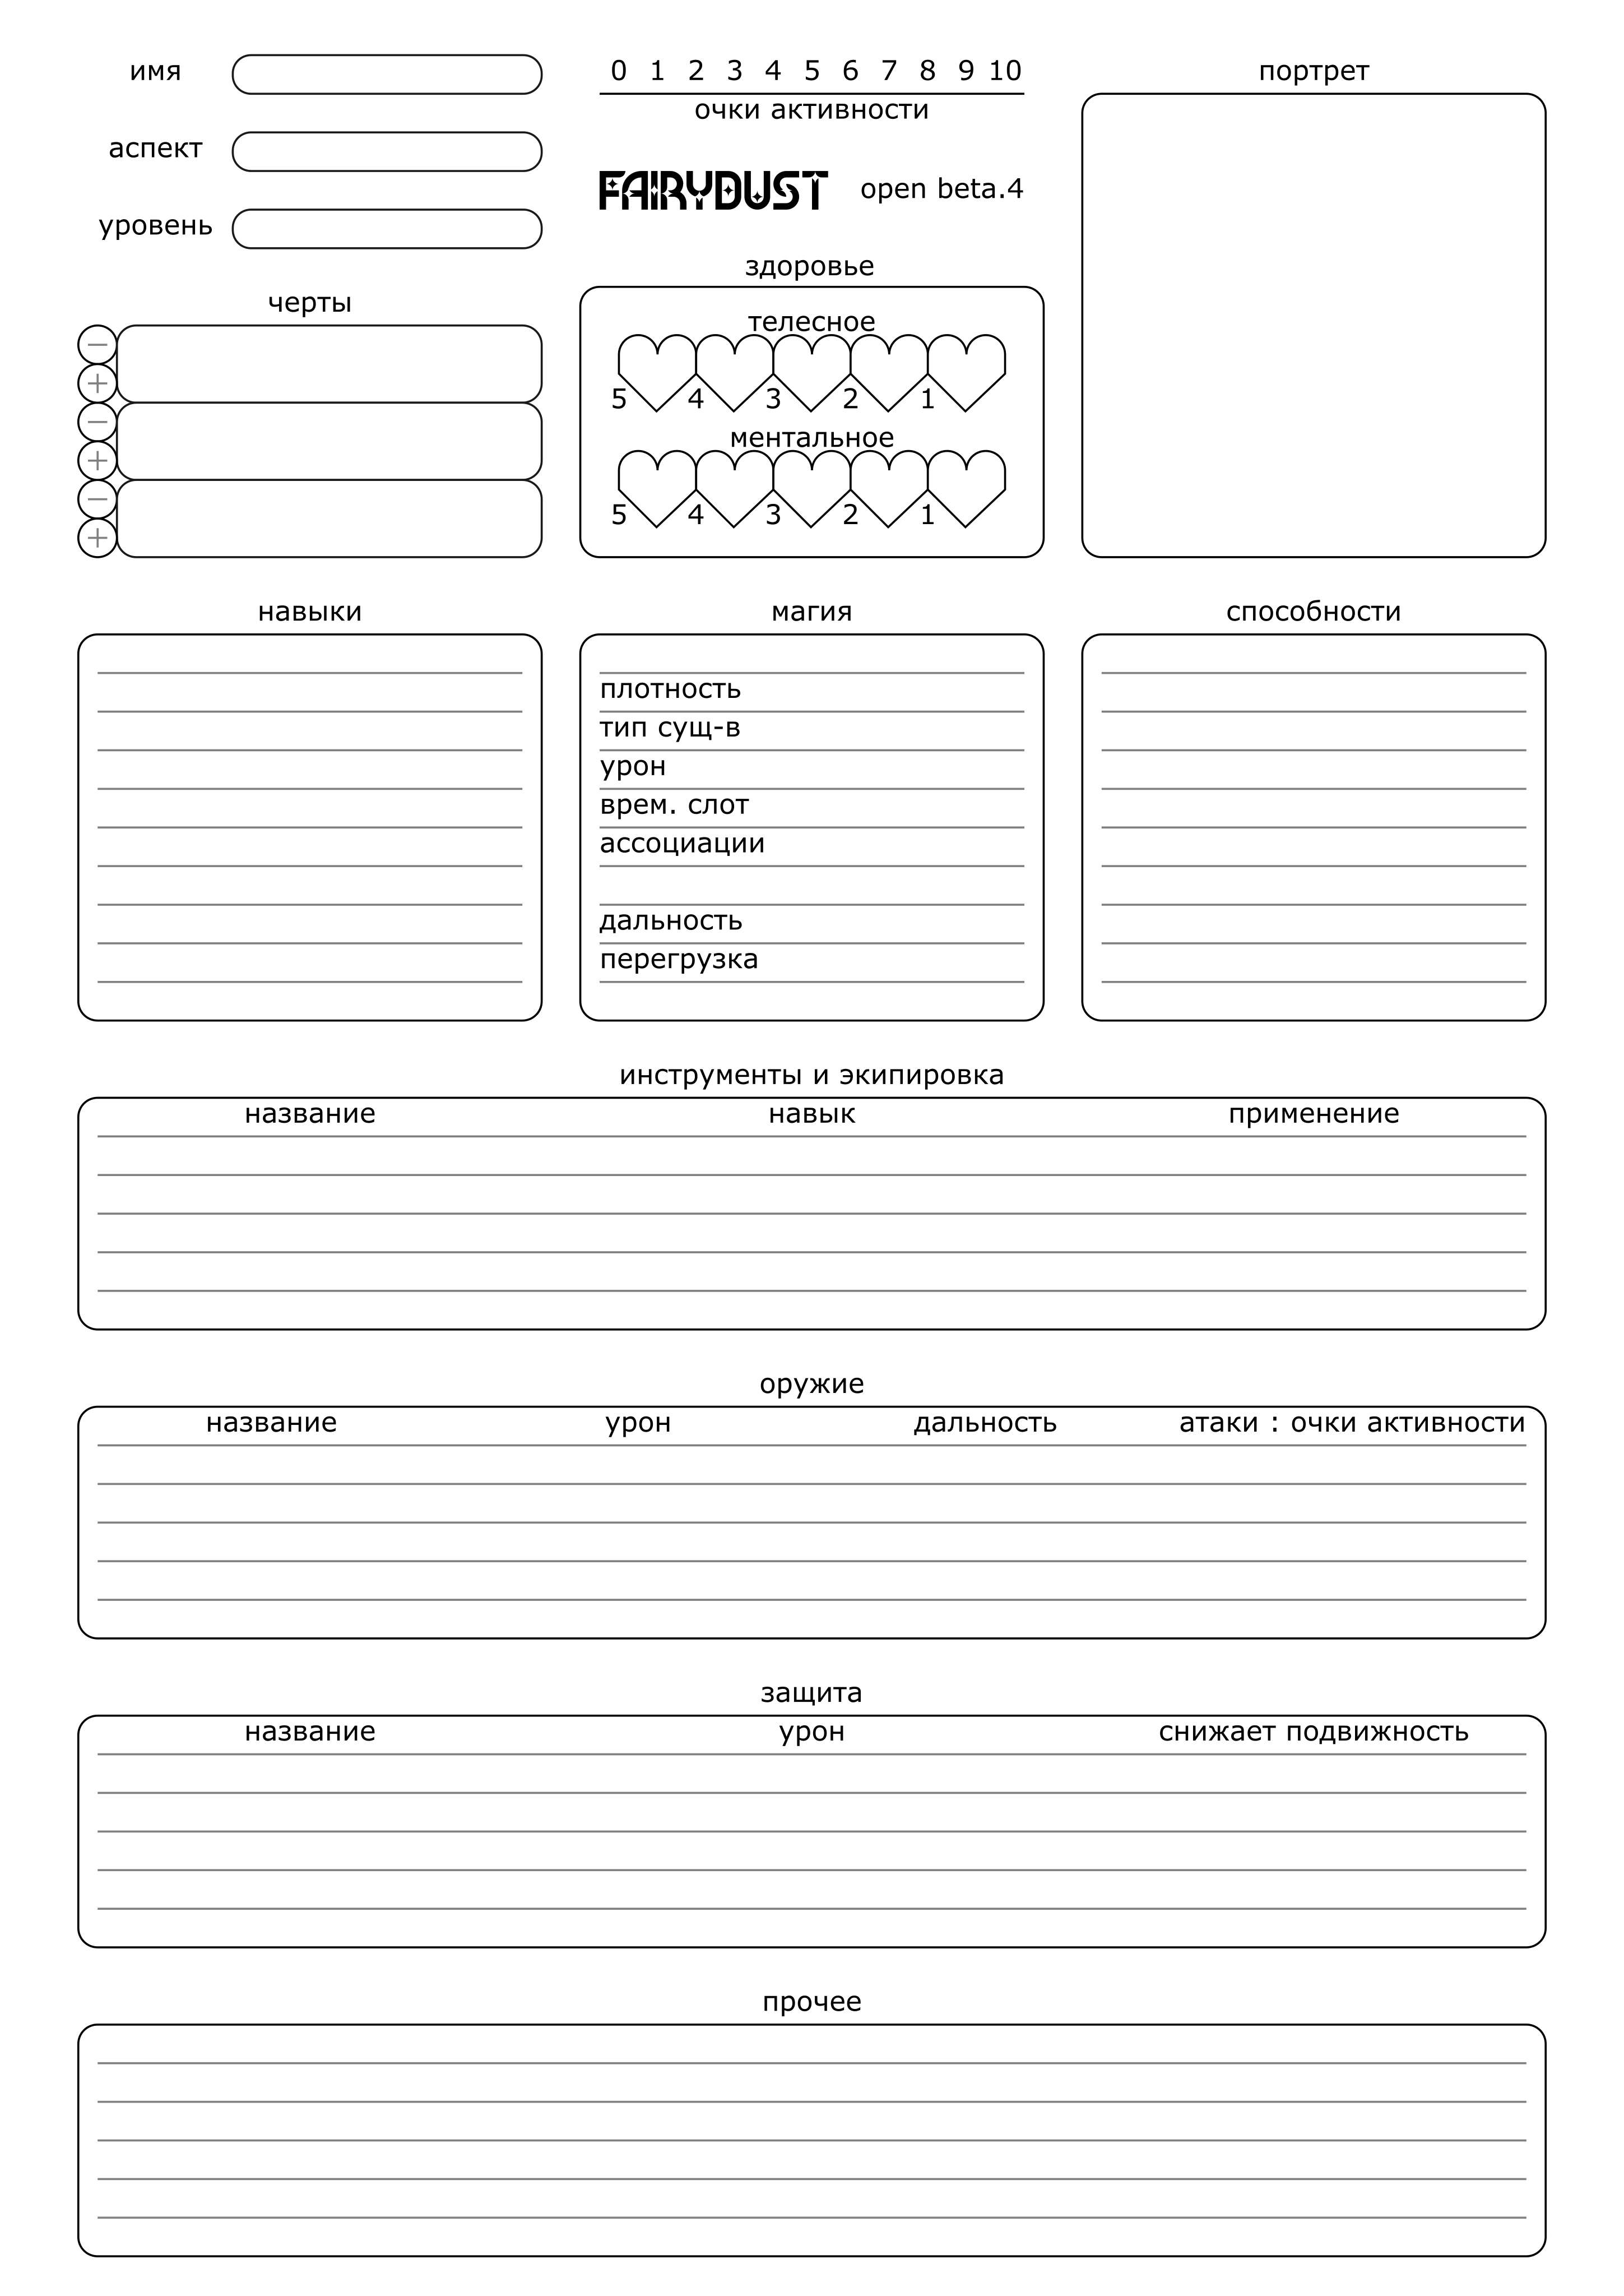 имя
аспект
уровень
черты
−
+
−
+
−
+
0 1 2 3 4 5 6 7 8 9 10
очки активности
FAIRYDUST open beta.4
здоровье
телесное
5 4 3 2 1
ментальное
5 4 3 2 1
портрет
навыки
магия
плотность
тип сущ-в
урон
врем. слот
ассоциации
дальность
перегрузка
способности
инструменты и экипировка
название навык применение
оружие
название урон дальность атаки : очки активности
защита
название урон снижает подвижность
прочее